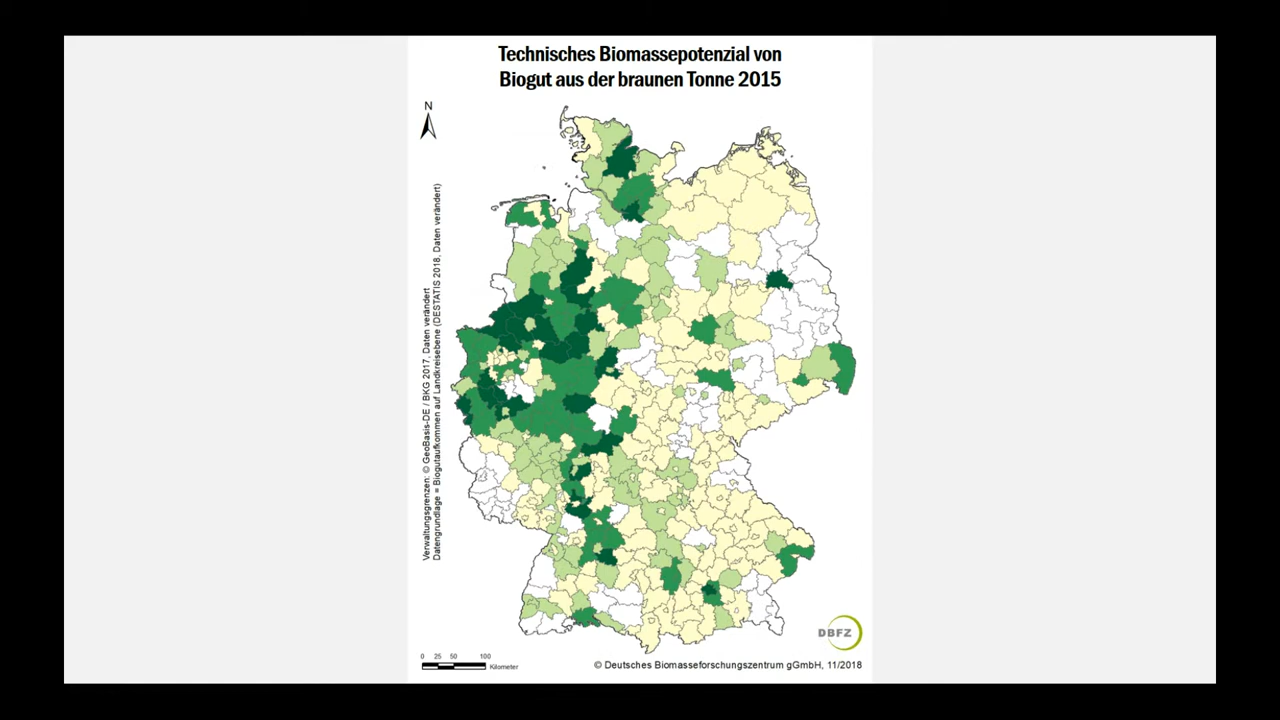 Technisches Biomassepotenzial von
Biogut aus der braunen Tonne 2015
N
Verwaltungsgrenzen: © GeoBasis-DE / BKG 2017, Daten verändert
Datengrundlage = Biogutaufkommen auf Landkreisebene (DESTATIS 2018, Daten verändert)
DBFZ
0 25 50 100
Kilometer
© Deutsches Biomasseforschungszentrum gGmbH, 11/2018